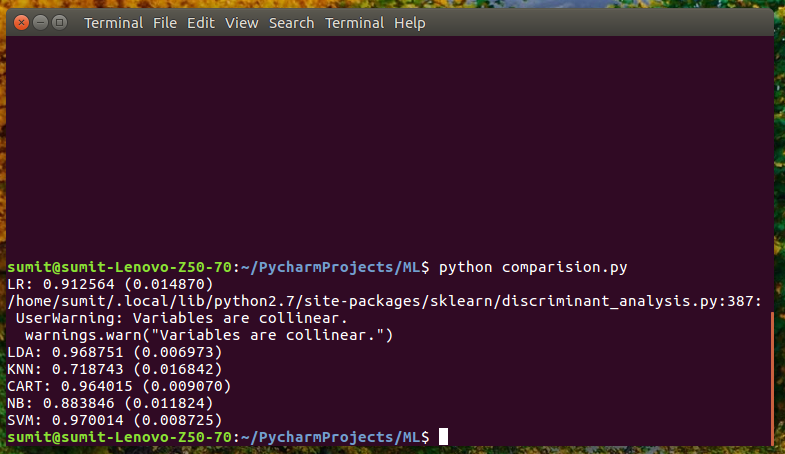 Terminal File Edit View Search Terminal Help
sumit@sumit-Lenovo-Z50-70:~/PycharmProjects/ML$ python comparision.py
LR: 0.912564 (0.014870)
/home/sumit/.local/lib/python2.7/site-packages/sklearn/discriminant_analysis.py:387:
 UserWarning: Variables are collinear.
  warnings.warn("Variables are collinear.")
LDA: 0.968751 (0.006973)
KNN: 0.718743 (0.016842)
CART: 0.964015 (0.009070)
NB: 0.883846 (0.011824)
SVM: 0.970014 (0.008725)
sumit@sumit-Lenovo-Z50-70:~/PycharmProjects/ML$